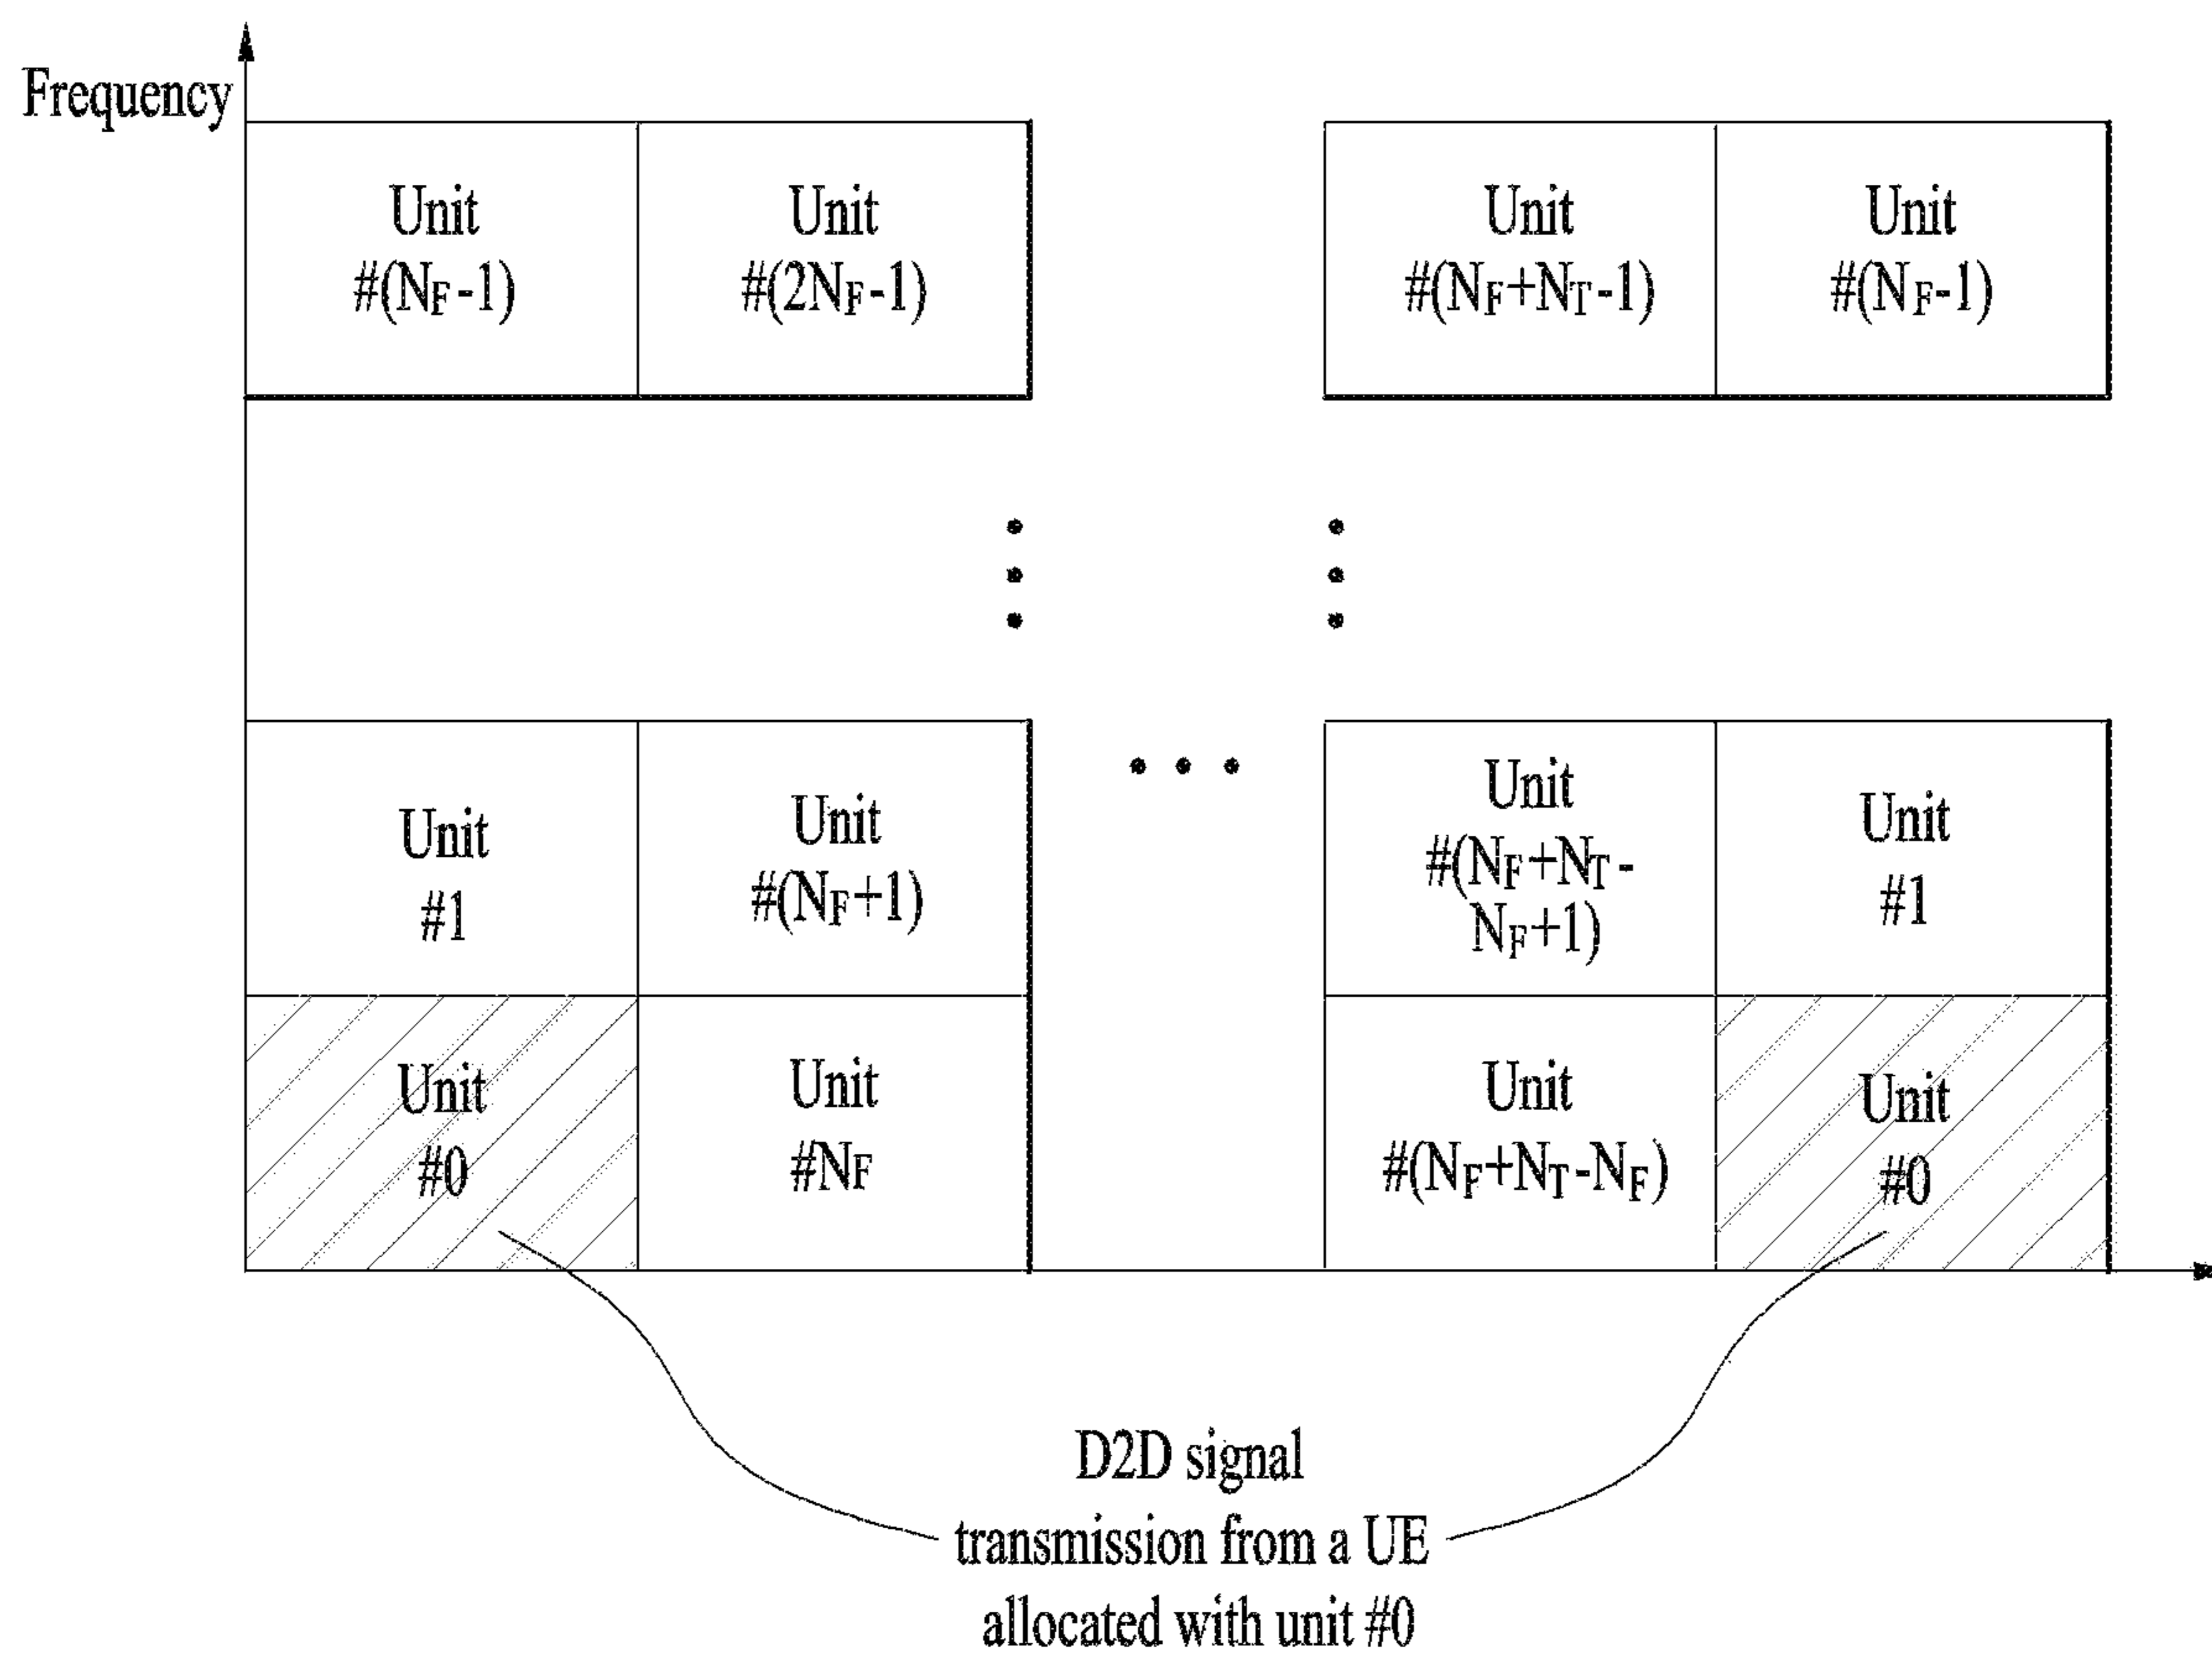 Frequency
Unit
#(NF-1)
Unit
#(2NF-1)
Unit
#(NF+NT-1)
Unit
#(NF-1)
Unit
#1
Unit
#(NF+1)
Unit
#(NF+NT-
NF+1)
Unit
#1
Unit
#0
Unit
#NF
Unit
#(NF+NT-NF)
Unit
#0
D2D signal
transmission from a UE
allocated with unit #0